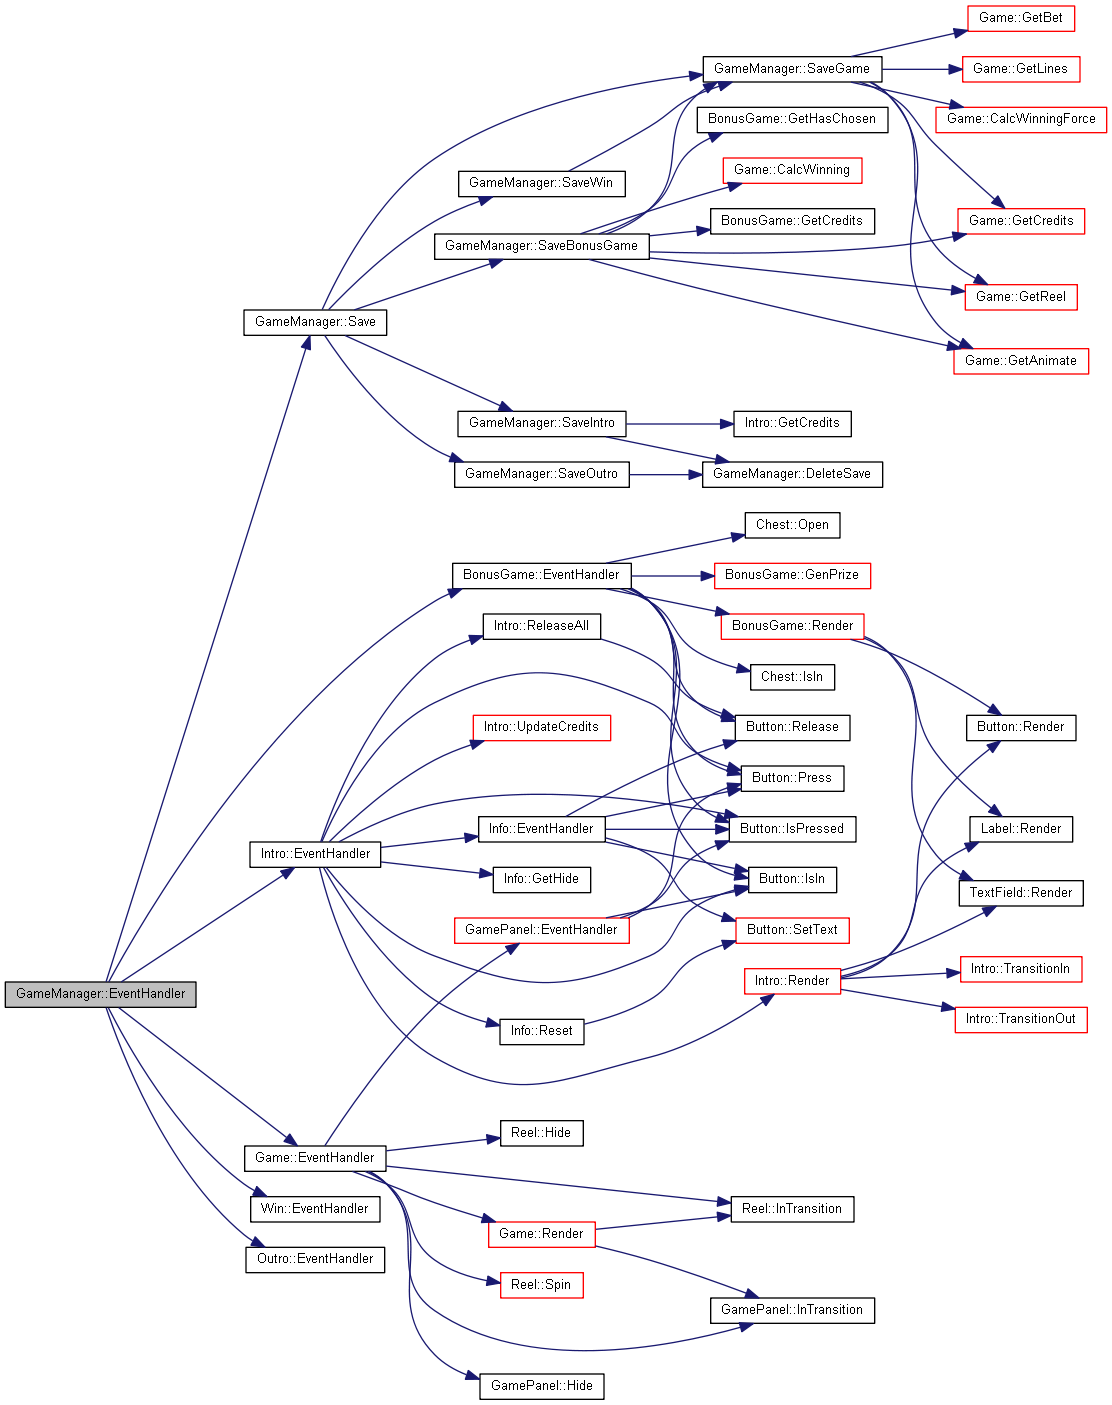 Game::GetBet
GameManager::SaveGame
Game::GetLines
BonusGame::GetHasChosen
Game::CalcWinningForce
Game::CalcWinning
GameManager::SaveWin
BonusGame::GetCredits
Game::GetCredits
GameManager::SaveBonusGame
Game::GetReel
GameManager::Save
Game::GetAnimate
GameManager::SaveIntro
Intro::GetCredits
GameManager::SaveOutro
GameManager::DeleteSave
Chest::Open
BonusGame::EventHandler
BonusGame::GenPrize
Intro::ReleaseAll
BonusGame::Render
Chest::IsIn
Intro::UpdateCredits
Button::Release
Button::Render
Button::Press
Info::EventHandler
Button::IsPressed
Label::Render
Intro::EventHandler
Info::GetHide
Button::IsIn
TextField::Render
GamePanel::EventHandler
Button::SetText
Intro::TransitionIn
Intro::Render
GameManager::EventHandler
Info::Reset
Intro::TransitionOut
Reel::Hide
Game::EventHandler
Win::EventHandler
Reel::InTransition
Game::Render
Outro::EventHandler
Reel::Spin
GamePanel::InTransition
GamePanel::Hide